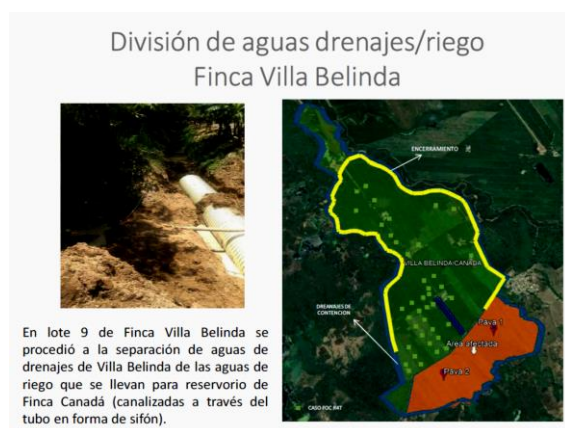 División de aguas drenajes/riego
Finca Villa Belinda
ENCERRAMIENTO
VILLA BELINDA-CANADA
DRENAJES DE
CONTENCION
Pava 1
Area afectada
Pava 2
CASO FOC R4T
En lote 9 de Finca Villa Belinda se
procedió a la separación de aguas de
drenajes de Villa Belinda de las aguas de
riego que se llevan para reservorio de
Finca Canadá (canalizadas a través del
tubo en forma de sifón).